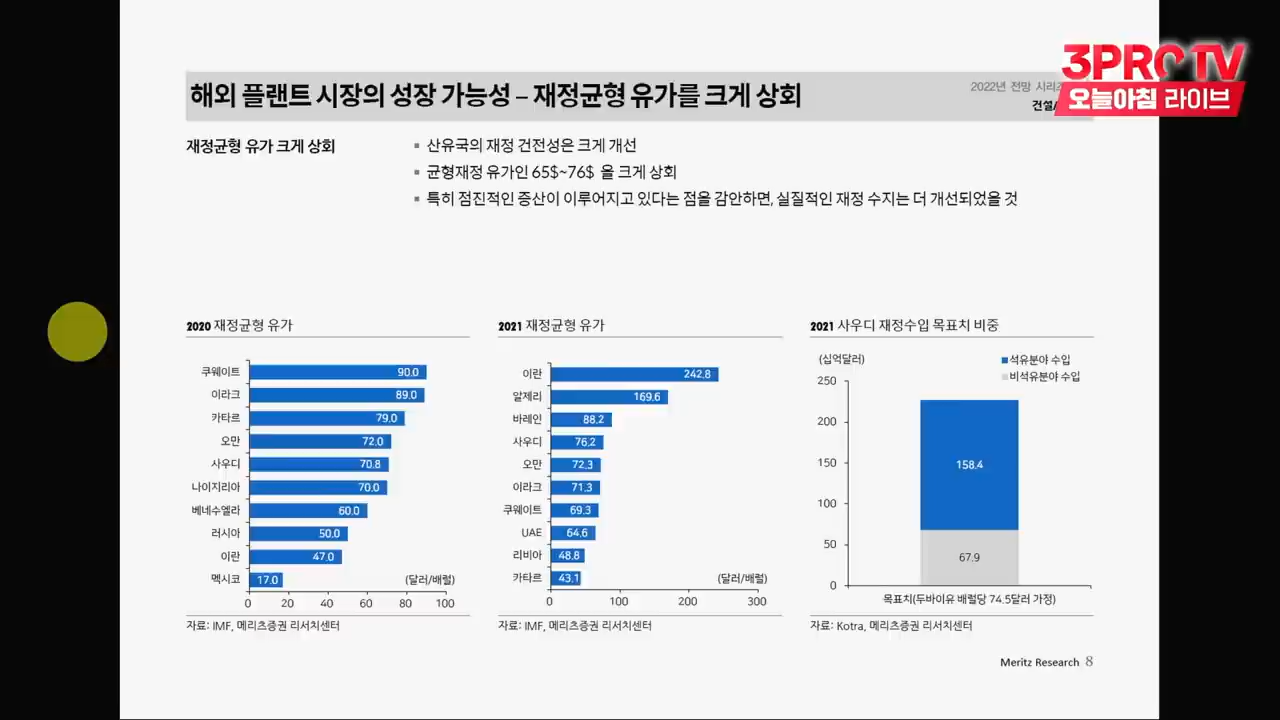 3PROTV
오늘아침 라이브
해외 플랜트 시장의 성장 가능성 – 재정균형 유가를 크게 상회
2022년 전망
건설/
재정균형 유가 크게 상회
▪ 산유국의 재정 건전성은 크게 개선
▪ 균형재정 유가인 65$~76$ 을 크게 상회
▪ 특히 점진적인 증산이 이루어지고 있다는 점을 감안하면, 실질적인 재정 수지는 더 개선되었을 것
2020 재정균형 유가
쿠웨이트 90.0
이라크 89.0
카타르 79.0
오만 72.0
사우디 70.8
나이지리아 70.0
베네수엘라 60.0
러시아 50.0
이란 47.0
멕시코 17.0
(달러/배럴)
0 20 40 60 80 100
자료: IMF, 메리츠증권 리서치센터
2021 재정균형 유가
이란 242.8
알제리 169.6
바레인 88.2
사우디 76.2
오만 72.3
이라크 71.3
쿠웨이트 69.3
UAE 64.6
리비아 48.8
카타르 43.1
(달러/배럴)
0 100 200 300
자료: IMF, 메리츠증권 리서치센터
2021 사우디 재정수입 목표치 비중
(십억달러)
석유분야 수입
비석유분야 수입
250
200
150
100
50
0
158.4
67.9
목표치(두바이유 배럴당 74.5달러 가정)
자료: Kotra, 메리츠증권 리서치센터
Meritz Research 8